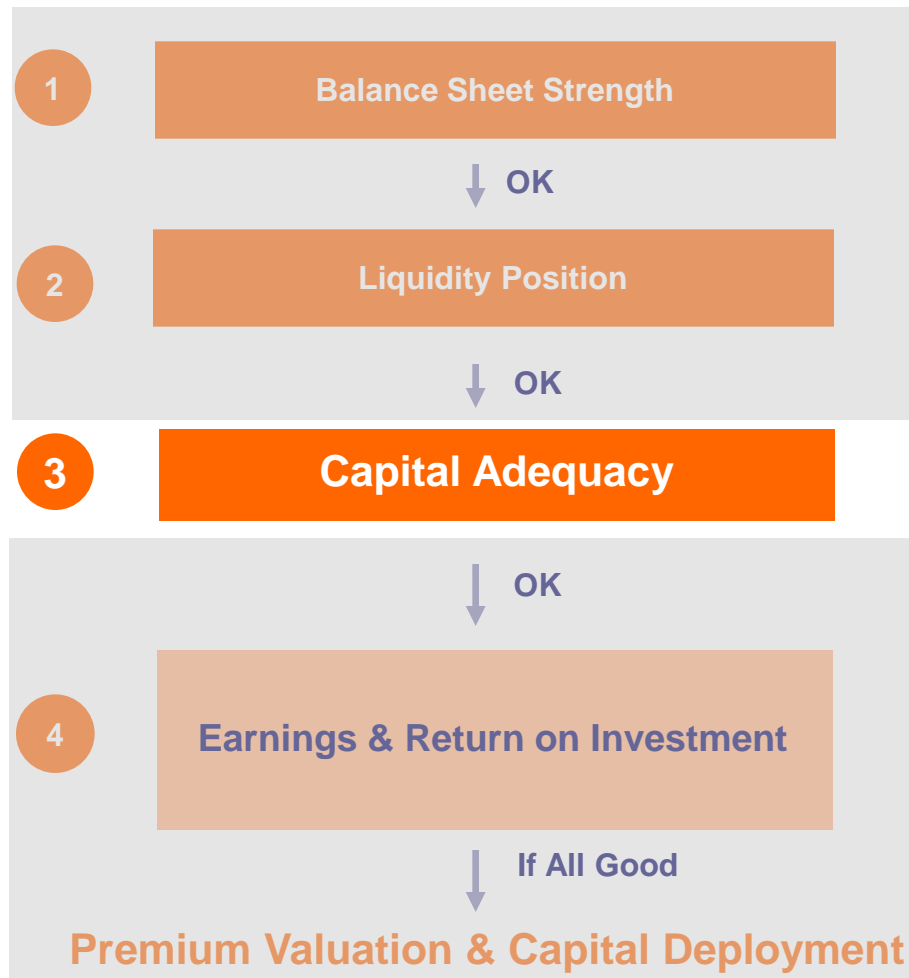 1
Balance Sheet Strength
OK
2
Liquidity Position
OK
3
Capital Adequacy
OK
4
Earnings & Return on Investment
If All Good
Premium Valuation & Capital Deployment